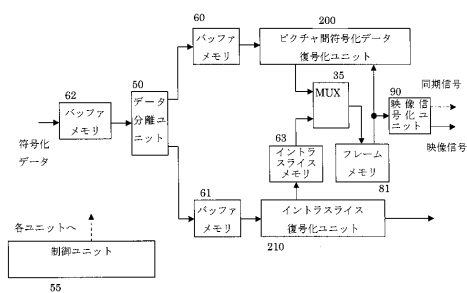 60
バッファ
メモリ
200
ピクチャ間符号化データ
復号化ユニット
62
バッファ
メモリ
50
データ
分離ユ
ニット
35
MUX
90
映像信
号化ユ
ニット
同期信号
映像信号
符号化
データ
63
イントラ
スライス
メモリ
フレーム
メモリ
81
61
バッファ
メモリ
イントラスライス
復号化ユニット
210
各ユニットへ
制御ユニット
55